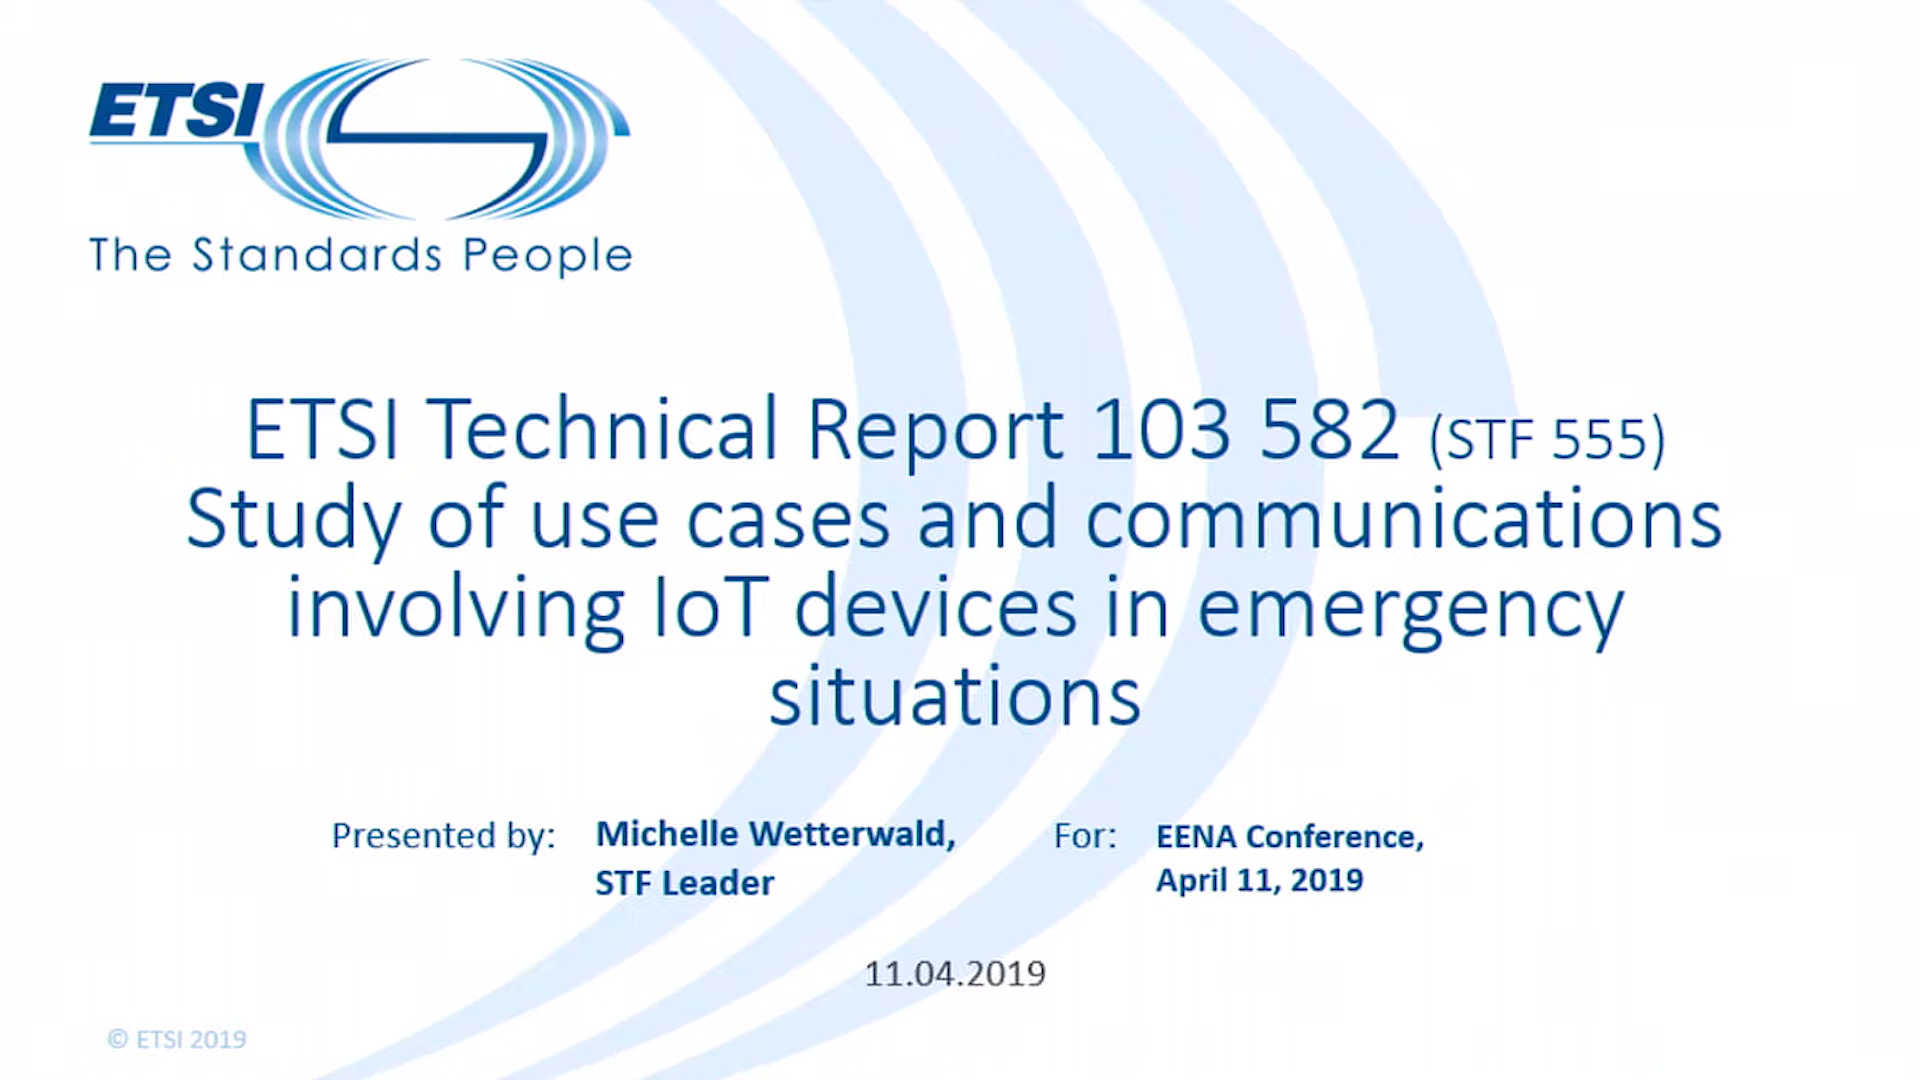 ETSI
The Standards People
ETSI Technical Report 103 582 (STF 555)
Study of use cases and communications
involving IoT devices in emergency
situations
Presented by: Michelle Wetterwald,
STF Leader
For: EENA Conference,
April 11, 2019
11.04.2019
© ETSI 2019